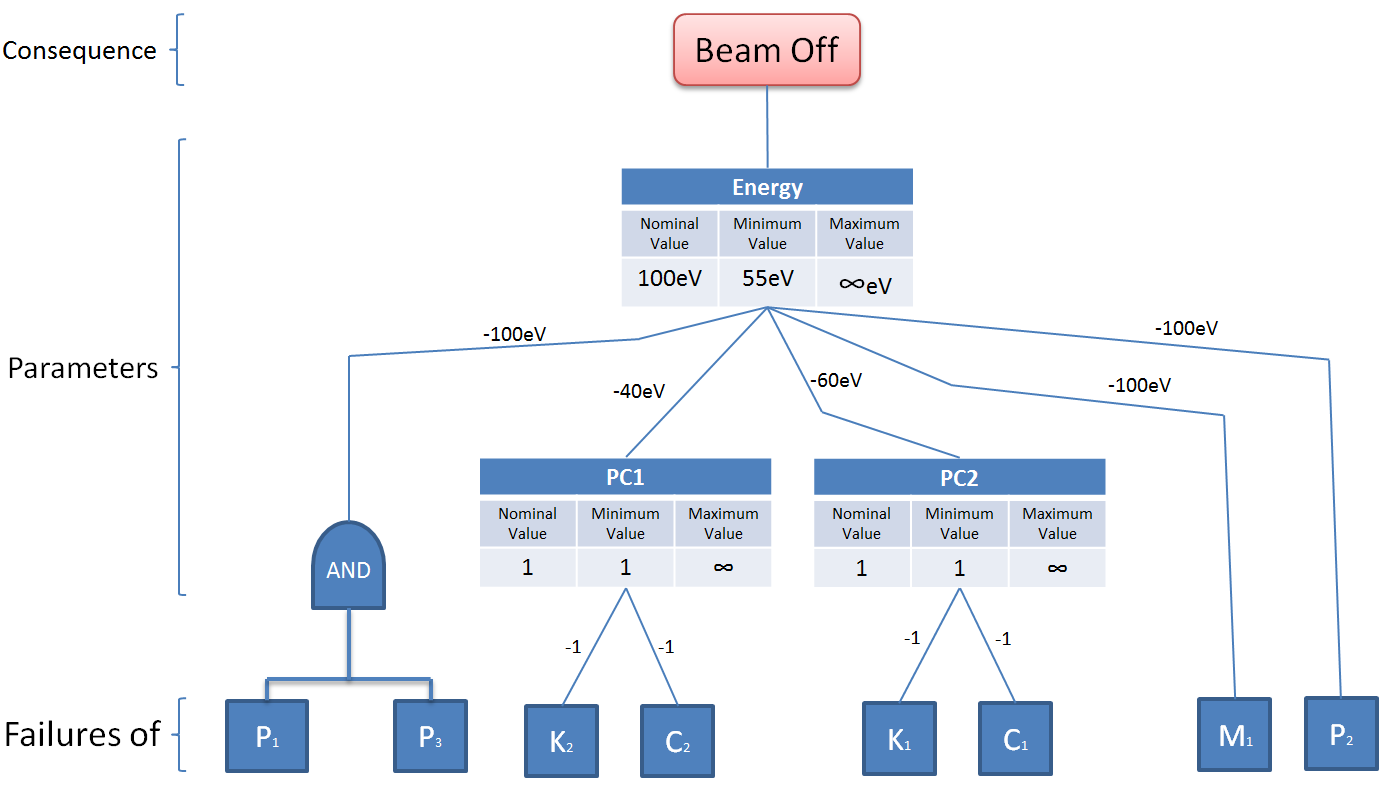 Consequence
Beam Off
Energy
Nominal Value
Minimum Value
Maximum Value
100eV
55eV
∞eV
Parameters
-100eV
-40eV
-60eV
-100eV
-100eV
PC1
Nominal Value
Minimum Value
Maximum Value
1
1
∞
PC2
Nominal Value
Minimum Value
Maximum Value
1
1
∞
AND
-1
-1
-1
-1
Failures of
P₁
P₃
K₂
C₂
K₁
C₁
M₁
P₂